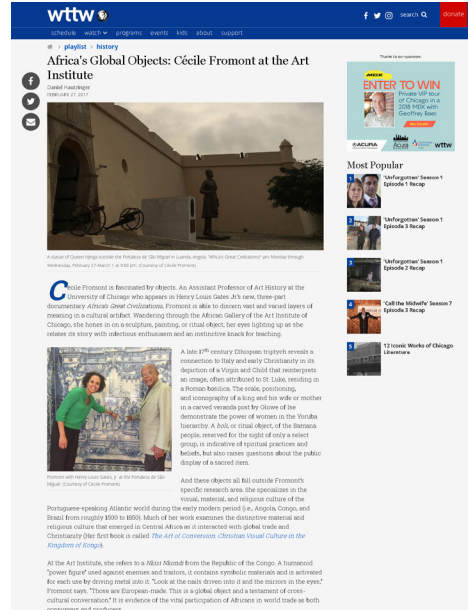 wttw
search
donate
schedule watch programs events kids about support
> playlist > history
Africa's Global Objects: Cécile Fromont at the Art
Institute
Daniel Hautzinger
FEBRUARY 27, 2017
A statue of Queen Njinga outside the Fortaleza de São Miguel in Luanda, Angola. "Africa's Great Civilizations" airs Monday through
Wednesday, February 27-March 1 at 9:00 pm. (Courtesy of Cécile Fromont)
Cécile Fromont is fascinated by objects. An Assistant Professor of Art History at the
University of Chicago who appears in Henry Louis Gates Jr.'s new, three-part
documentary Africa's Great Civilizations, Fromont is able to discern vast and varied layers of
meaning in a cultural artifact. Wandering through the African Gallery of the Art Institute of
Chicago, she hones in on a sculpture, painting, or ritual object, her eyes lighting up as she
relates its story with infectious enthusiasm and an instinctive knack for teaching.
A late 17th century Ethiopian triptych reveals a
connection to Italy and early Christianity in its
depiction of a Virgin and Child that reinterprets
an image, often attributed to St. Luke, residing in
a Roman basilica. The scale, positioning,
and iconography of a king and his wife or mother
in a carved veranda post by Olowe of Ise
demonstrate the power of women in the Yoruba
hierarchy. A boli, or ritual object, of the Bamana
people, reserved for the sight of only a select
group, is indicative of spiritual practices and
beliefs, but also raises questions about the public
display of a sacred item.
Fromont with Henry Louis Gates, Jr. at the Fortaleza de São
Miguel. (Courtesy of Cécile Fromont)
And these objects all fall outside Fromont's
specific research area. She specializes in the
visual, material, and religious culture of the
Portuguese-speaking Atlantic world during the early modern period (i.e., Angola, Congo, and
Brazil from roughly 1500 to 1850). Much of her work examines the distinctive material and
religious culture that emerged in Central Africa as it interacted with global trade and
Christianity (Her first book is called The Art of Conversion: Christian Visual Culture in the
Kingdom of Kongo).
At the Art Institute, she refers to a Nkisi Nkondi from the Republic of the Congo. A humanoid
"power figure" used against enemies and traitors, it contains symbolic materials and is activated
for each use by driving metal into it. "Look at the nails driven into it and the mirrors in the eyes,"
Fromont says. "Those are European-made. This is a global object and a testament of cross-
cultural conversation." It is evidence of the vital participation of Africans in world trade as both
consumers and producers.
Thanks to our sponsors:
MDX
ENTER TO WIN
Private VIP tour
of Chicago in a
2018 MDX with
Geoffrey Baer.
ACURA
wttw
Most Popular
1
'Unforgotten' Season 1
Episode 1 Recap
2
'Unforgotten' Season 1
Episode 3 Recap
3
'Unforgotten' Season 1
Episode 2 Recap
4
'Call the Midwife' Season 7
Episode 3 Recap
5
12 Iconic Works of Chicago
Literature